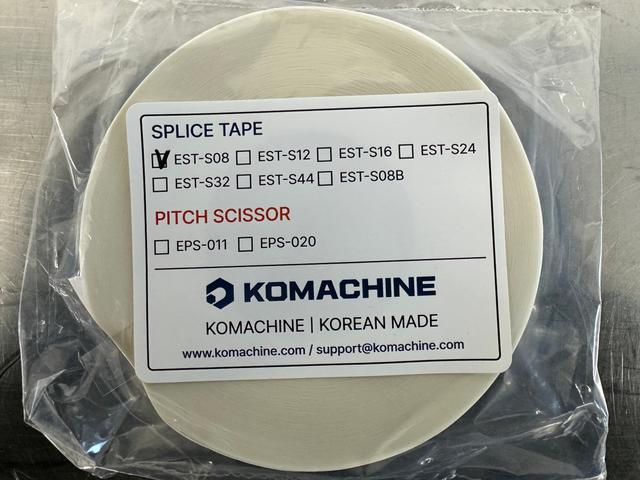 SPLICE TAPE
☑ EST-S08 ☐ EST-S12 ☐ EST-S16 ☐ EST-S24
☐ EST-S32 ☐ EST-S44 ☐ EST-S08B
PITCH SCISSOR
☐ EPS-011 ☐ EPS-020
KOMACHINE
KOMACHINE | KOREAN MADE
www.komachine.com / support@komachine.com